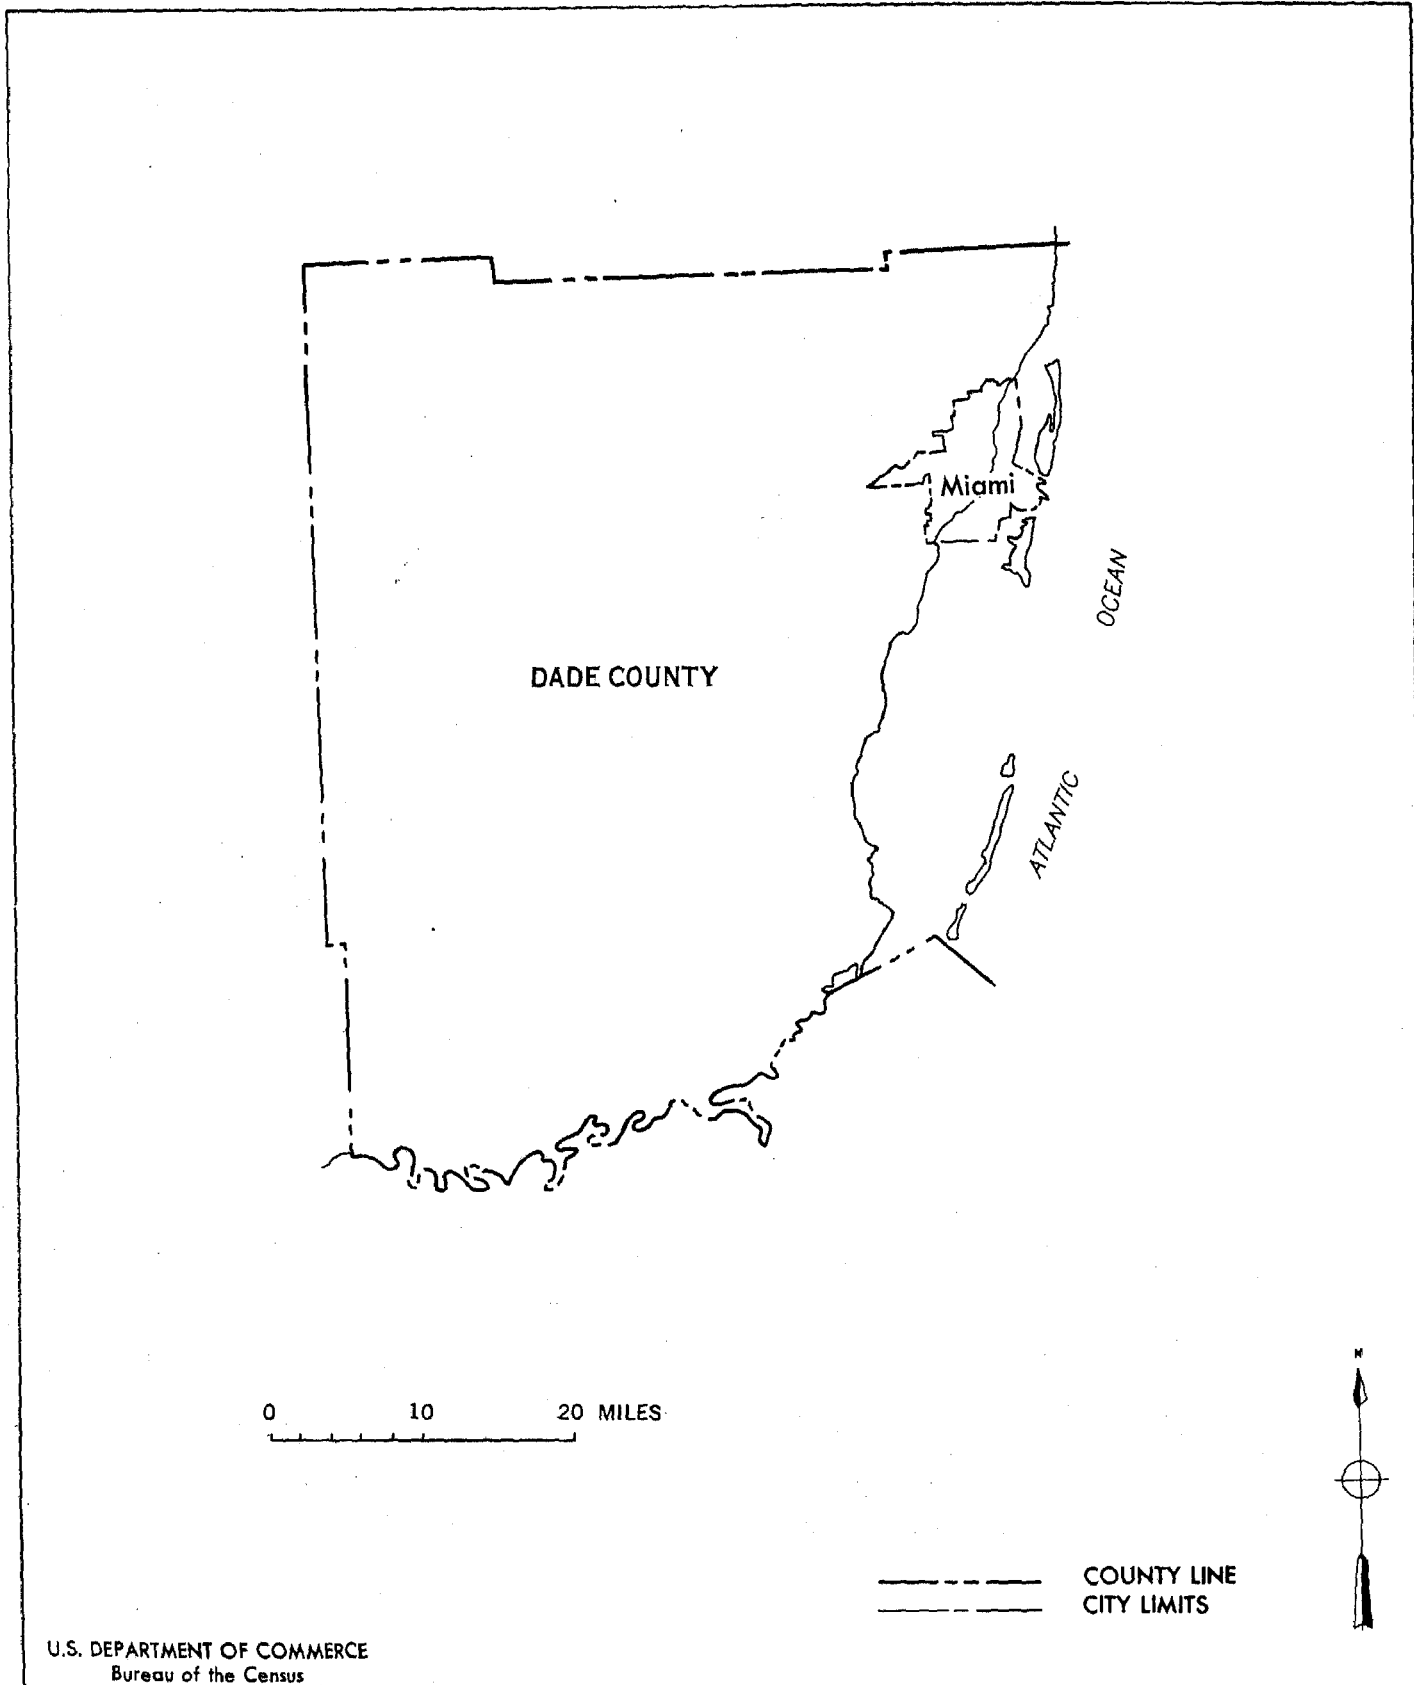 Miami
OCEAN
DADE COUNTY
ATLANTIC
N
0 10 20 MILES
COUNTY LINE
CITY LIMITS
U.S. DEPARTMENT OF COMMERCE
Bureau of the Census